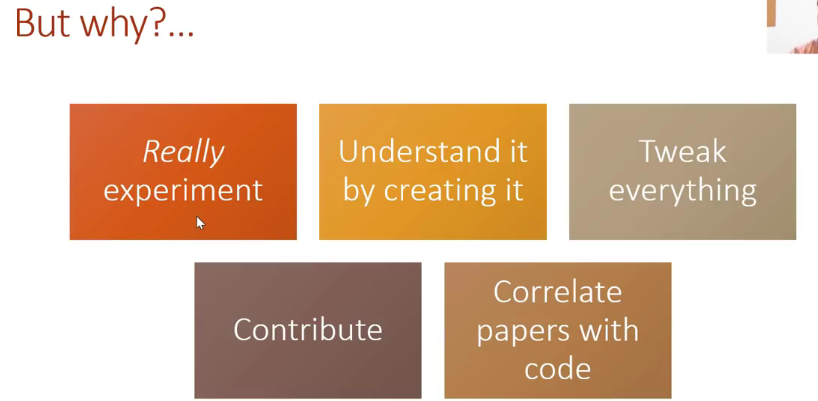 But why?...
Really
experiment
Understand it
by creating it
Tweak
everything
Contribute
Correlate
papers with
code